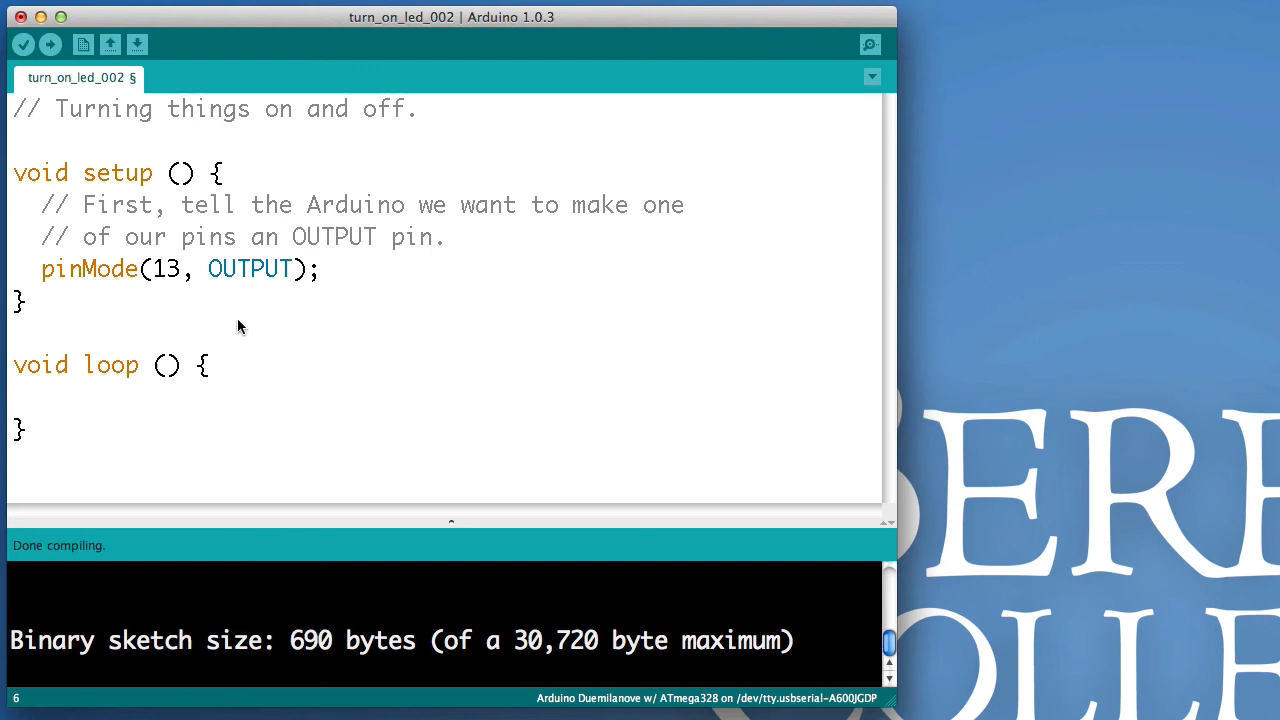 turn_on_led_002 | Arduino 1.0.3
turn_on_led_002 §
// Turning things on and off.
void setup () {
// First, tell the Arduino we want to make one
// of our pins an OUTPUT pin.
pinMode(13, OUTPUT);
}
void loop () {
}
Done compiling.
Binary sketch size: 690 bytes (of a 30,720 byte maximum)
6
Arduino Duemilanove w/ ATmega328 on /dev/tty.usbserial-A600JGDP